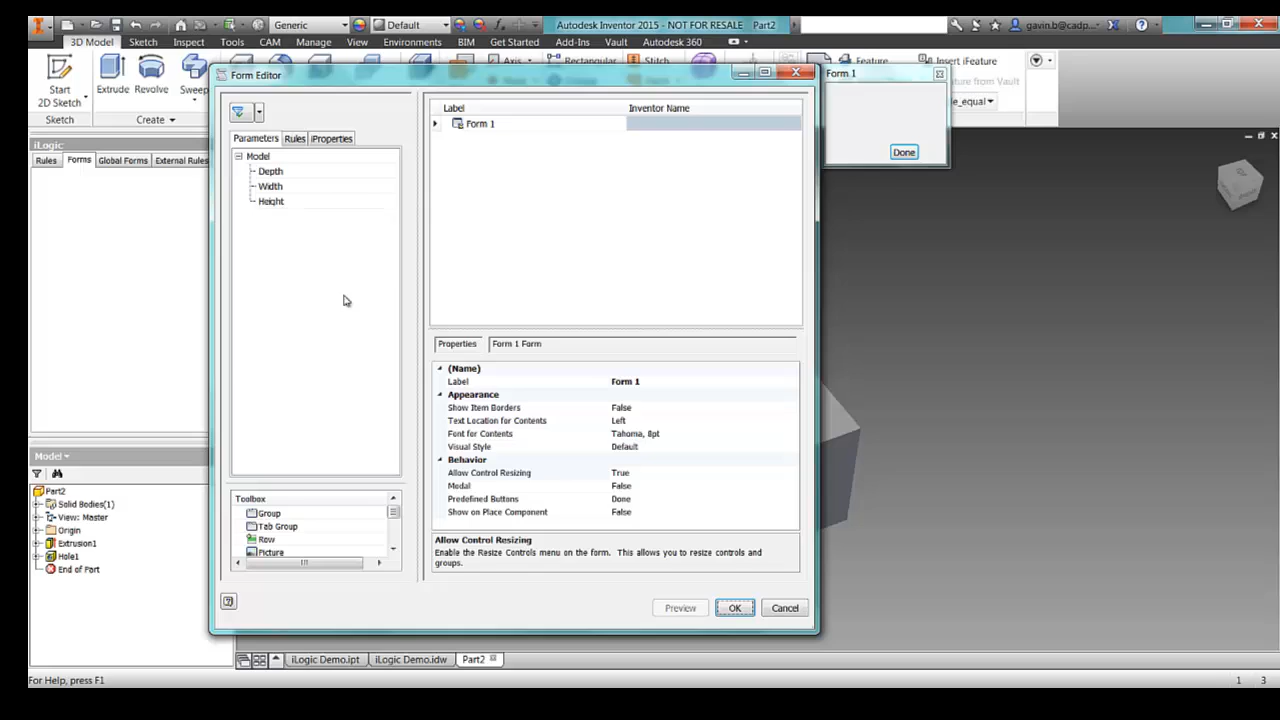 Generic
Default
Autodesk Inventor 2015 - NOT FOR RESALE Part2
gavin.b@cadp...
3D Model Sketch Inspect Tools CAM Manage View Environments BIM Get Started Add-Ins Vault Autodesk 360
Axis Rectangular Stitch Feature Insert iFeature
Start
2D Sketch
Extrude Revolve Sweep
Sketch Create
Form Editor
Form 1
Done
iLogic
Rules Forms Global Forms External Rules
Parameters Rules iProperties
Model
Depth
Width
Height
Label Inventor Name
Form 1
Properties Form 1 Form
(Name)
Label Form 1
Appearance
Show Item Borders False
Text Location for Contents Left
Font for Contents Tahoma, 8pt
Visual Style Default
Behavior
Allow Control Resizing True
Modal False
Predefined Buttons Done
Show on Place Component False
Allow Control Resizing
Enable the Resize Controls menu on the form. This allows you to resize controls and
groups.
Toolbox
Group
Tab Group
Row
Picture
Preview OK Cancel
Model
Part2
Solid Bodies(1)
View: Master
Origin
Extrusion1
Hole1
End of Part
iLogic Demo.ipt iLogic Demo.idw Part2
For Help, press F1
1 3